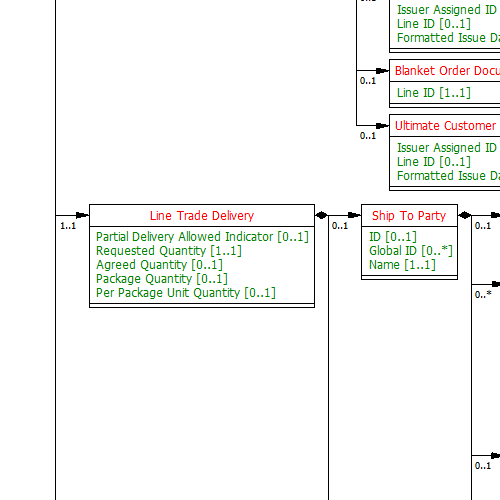 0..1
Issuer Assigned ID
Line ID [0..1]
Formatted Issue
Blanket Order
0..1
Line ID [1..1]
Ultimate Customer
0..1
Issuer Assigned ID
Line ID [0..1]
Formatted Issue
Line Trade Delivery
1..1
Partial Delivery Allowed Indicator [0..1]
Requested Quantity [1..1]
Agreed Quantity [0..1]
Package Quantity [0..1]
Per Package Unit Quantity [0..1]
0..1
Ship To Party
ID [0..1]
Global ID [0..*]
Name [1..1]
0..1
0..*
0..1